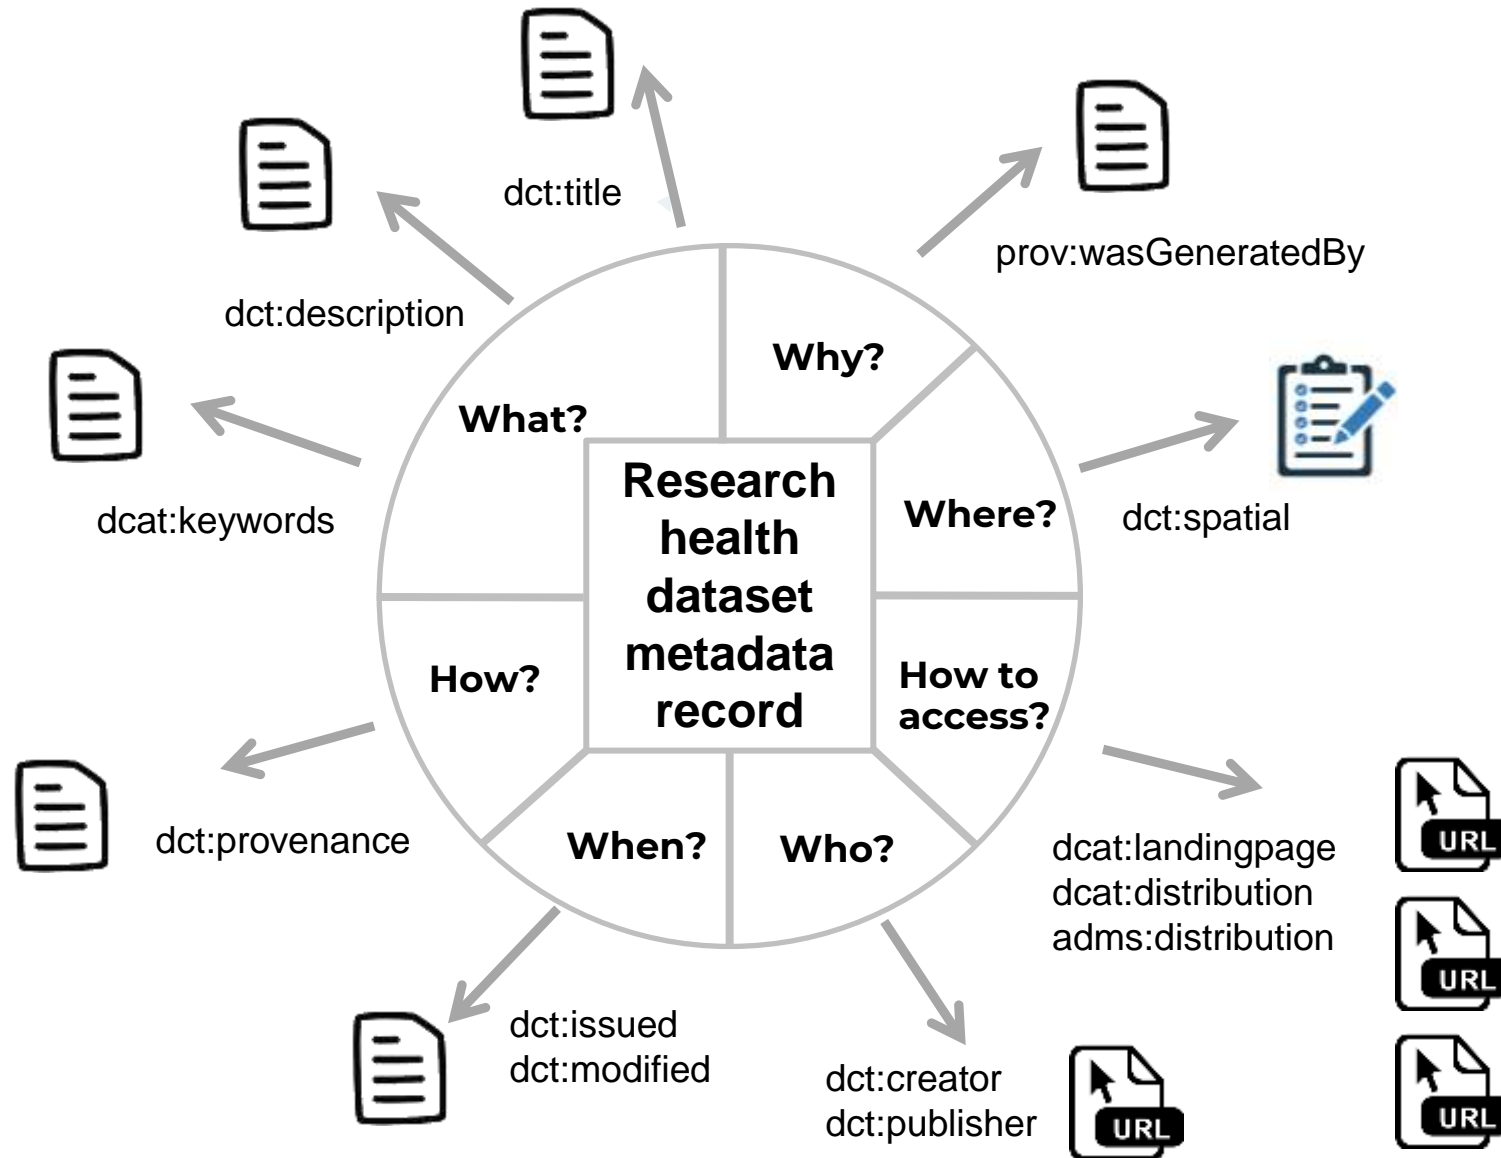 dct:title
prov:wasGeneratedBy
dct:description
Why?
What?
dcat:keywords
Research
health
dataset
metadata
record
Where?
dct:spatial
How?
How to
access?
dct:provenance
When?
Who?
dcat:landingpage
dcat:distribution
adms:distribution
URL
URL
URL
dct:issued
dct:modified
dct:creator
dct:publisher
URL